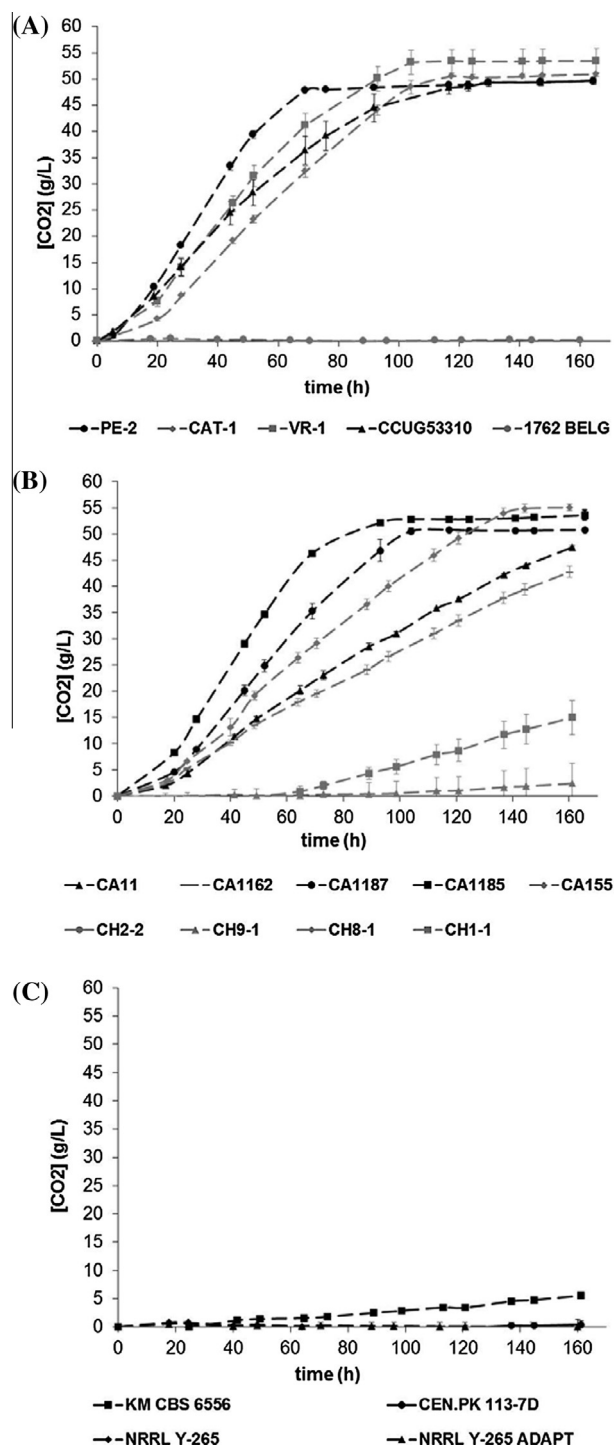 (A)
60
55
50
45
40
35
30
25
20
15
10
5
0
[CO2] (g/L)
0 20 40 60 80 100 120 140 160
time (h)
PE-2 CAT-1 VR-1 CCUG53310 1762 BELG
(B)
60
55
50
45
40
35
30
25
20
15
10
5
0
[CO2] (g/L)
0 20 40 60 80 100 120 140 160
time (h)
CA11 CA1162 CA1187 CA1185 CA155
CH2-2 CH9-1 CH8-1 CH1-1
(C)
60
55
50
45
40
35
30
25
20
15
10
5
0
[CO2] (g/L)
0 20 40 60 80 100 120 140 160
time (h)
KM CBS 6556 CEN.PK 113-7D
NRRL Y-265 NRRL Y-265 ADAPT